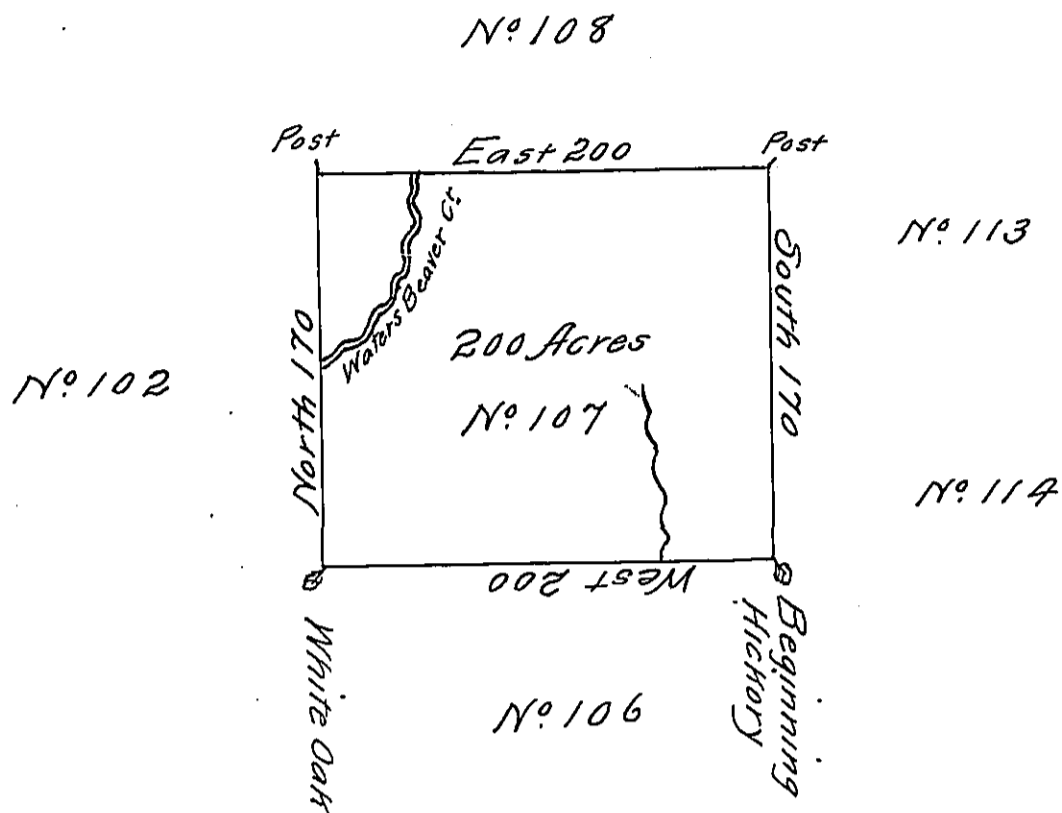 Nº 108
Post
East 200
Post
Nº 113
South 170
Waters Beaver Cr.
North 170
200 Acres
Nº 102
Nº 107
Nº 114
West 200
White Oak
Beginning
Hickory
Nº 106